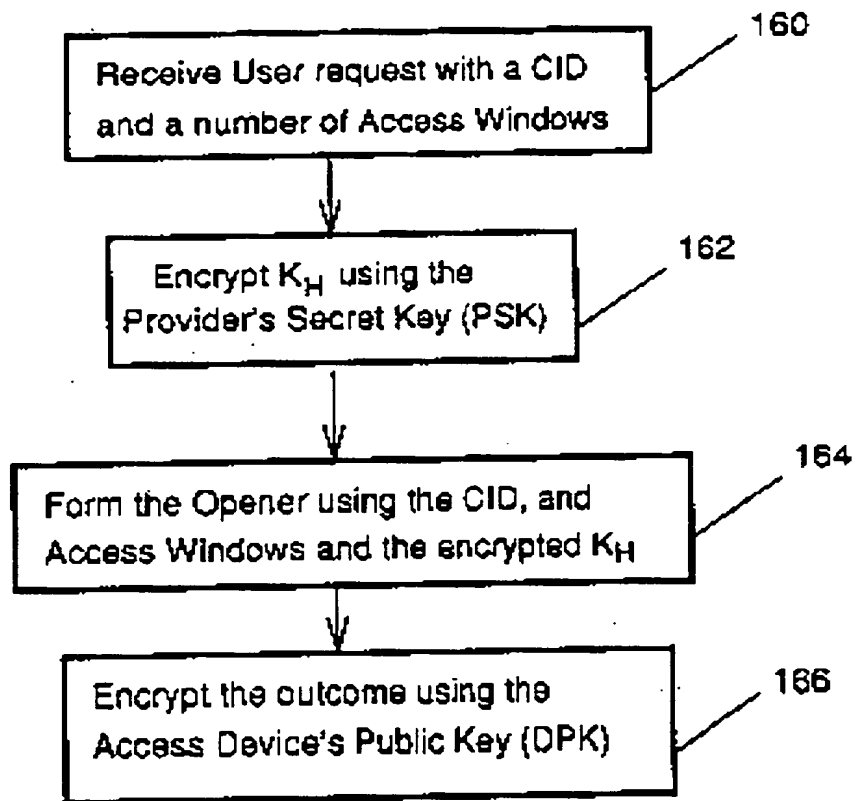 160
Receive User request with a CID
and a number of Access Windows
162
Encrypt K_H using the
Provider's Secret Key (PSK)
164
Form the Opener using the CID, and
Access Windows and the encrypted K_H
166
Encrypt the outcome using the
Access Device's Public Key (DPK)